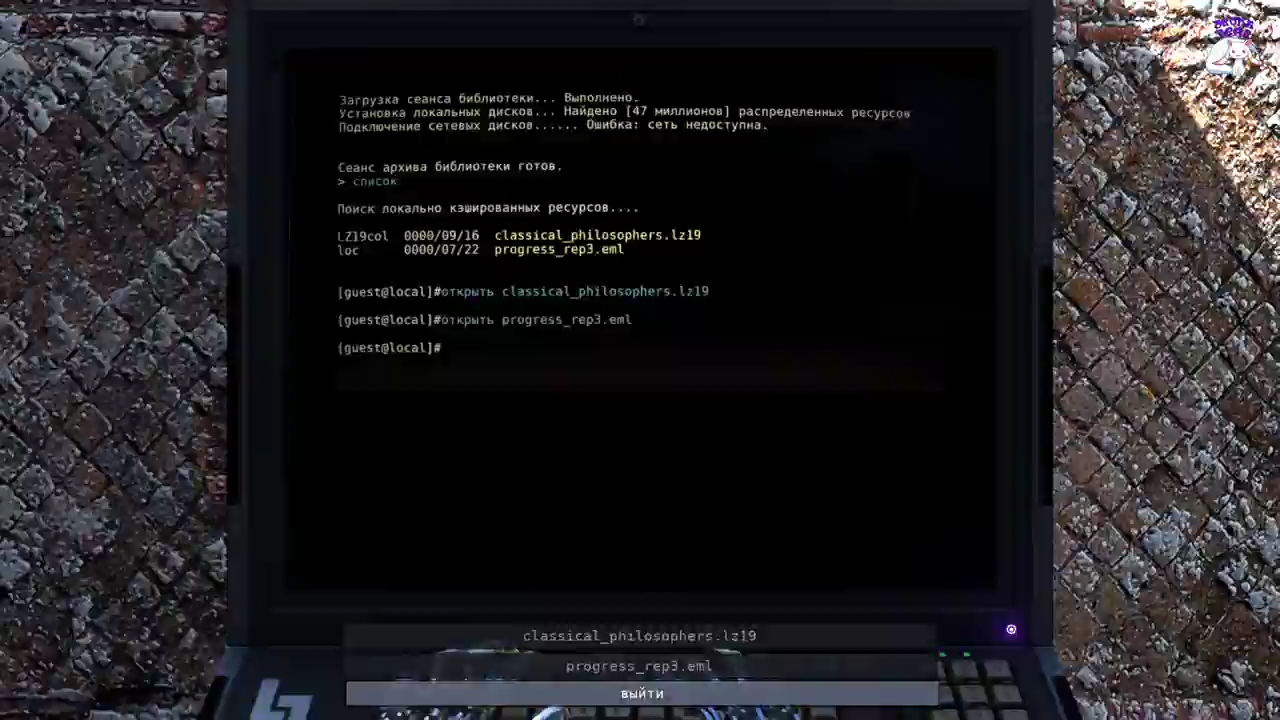 Загрузка сеанса библиотеки... Выполнено.
Установка локальных дисков... Найдено [47 миллионов] распределенных ресурсов
Подключение сетевых дисков...... Ошибка: сеть недоступна.
Сеанс архива библиотеки готов.
> список
Поиск локально кэшированных ресурсов....
LZ19col 0000/09/16 classical_philosophers.lz19
loc 0000/07/22 progress_rep3.eml
[guest@local]#открыть classical_philosophers.lz19
[guest@local]#открыть progress_rep3.eml
[guest@local]#
classical_philosophers.lz19
progress_rep3.eml
выйти